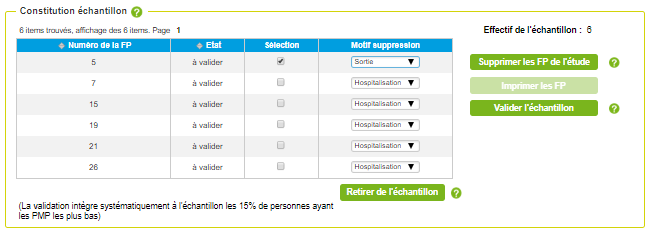 Constitution échantillon ?
6 items trouvés, affichage des 6 items. Page 1
Effectif de l'échantillon : 6
Numéro de la FP Etat Sélection Motif suppression
5 à valider Sortie
7 à valider Hospitalisation
15 à valider Hospitalisation
19 à valider Hospitalisation
21 à valider Hospitalisation
26 à valider Hospitalisation
Supprimer les FP de l'étude ?
Imprimer les FP
Valider l'échantillon ?
Retirer de l'échantillon ?
(La validation intègre systématiquement à l'échantillon les 15% de personnes ayant
les PMP les plus bas)